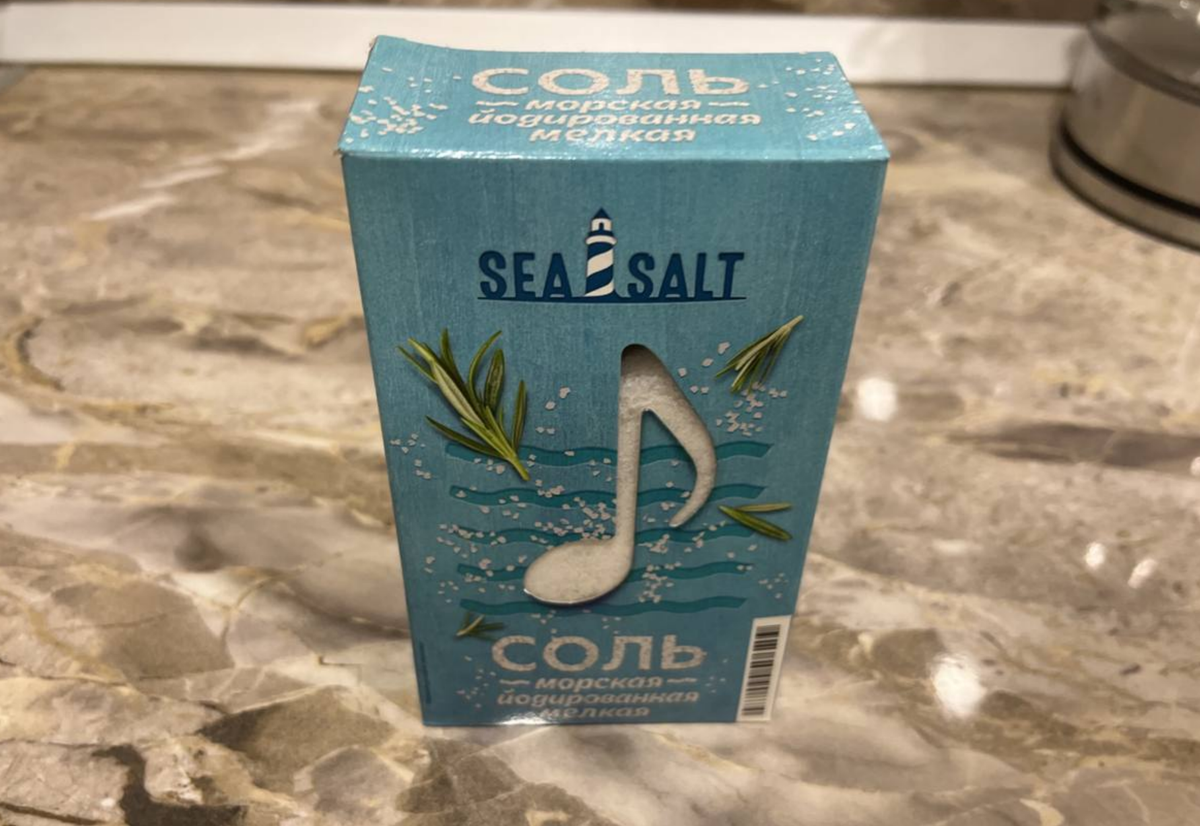 СОЛЬ
морская
йодированная
мелкая
SEA SALT
СОЛЬ
морская
йодированная
мелкая